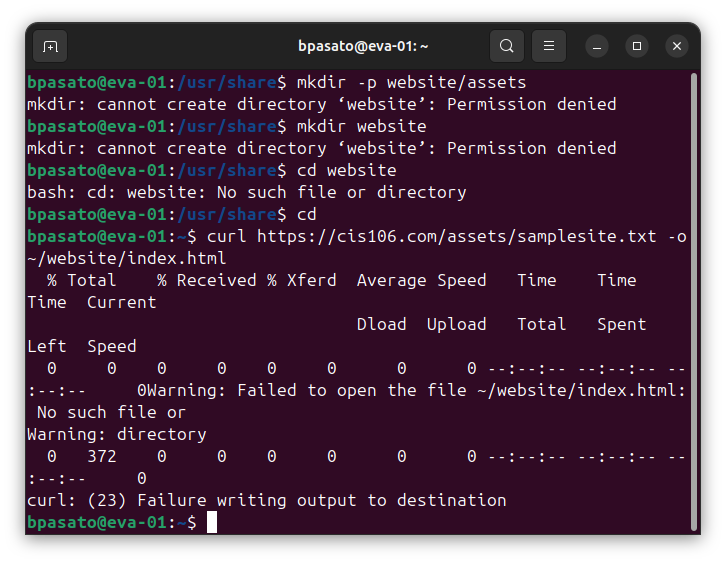 bpasato@eva-01: ~
bpasato@eva-01:/usr/share$ mkdir -p website/assets
mkdir: cannot create directory ‘website’: Permission denied
bpasato@eva-01:/usr/share$ mkdir website
mkdir: cannot create directory ‘website’: Permission denied
bpasato@eva-01:/usr/share$ cd website
bash: cd: website: No such file or directory
bpasato@eva-01:/usr/share$ cd
bpasato@eva-01:~$ curl https://cis106.com/assets/samplesite.txt -o
~/website/index.html
  % Total    % Received % Xferd  Average Speed   Time    Time
Time  Current
                                 Dload  Upload   Total   Spent
Left  Speed
  0     0    0     0    0     0      0      0 --:--:-- --:--:-- --
:--:--     0Warning: Failed to open the file ~/website/index.html:
 No such file or
Warning: directory
  0   372    0     0    0     0      0      0 --:--:-- --:--:-- --
:--:--     0
curl: (23) Failure writing output to destination
bpasato@eva-01:~$